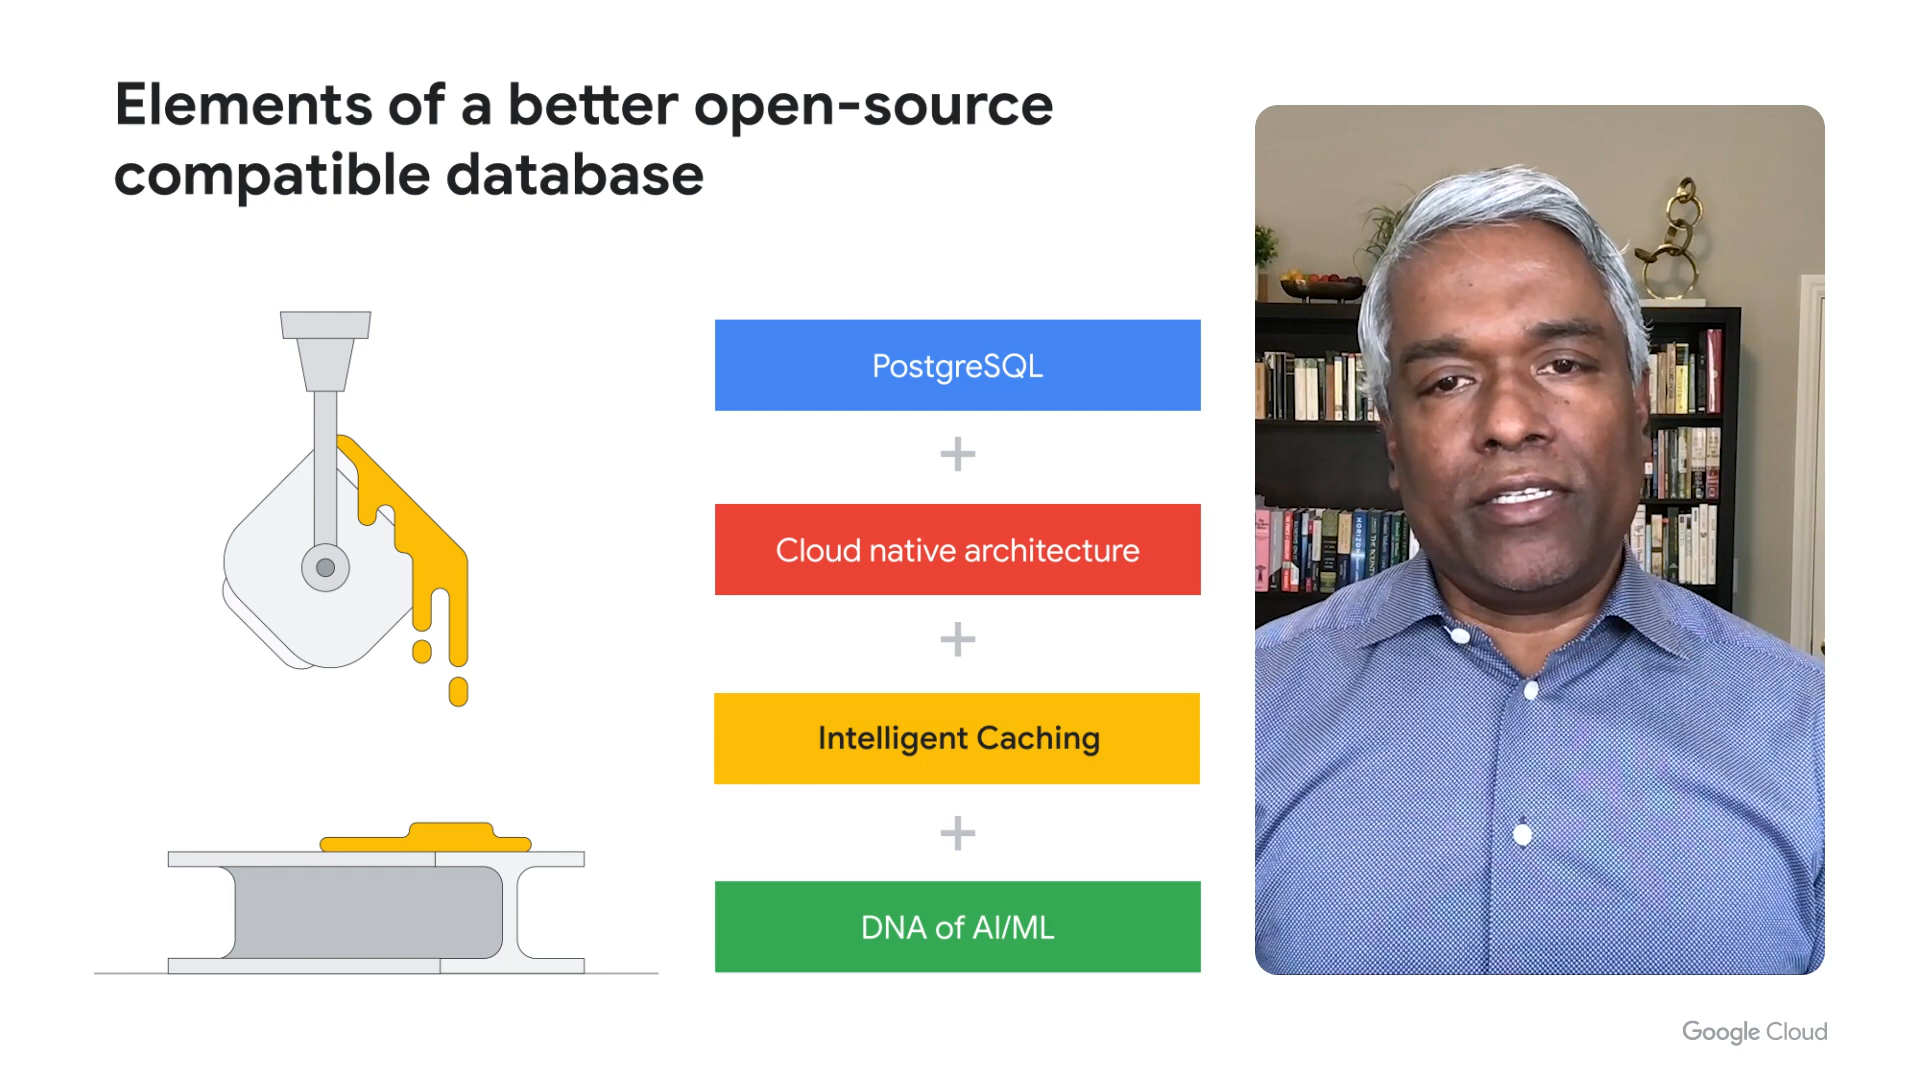 Elements of a better open-source
compatible database
PostgreSQL
+
Cloud native architecture
+
Intelligent Caching
+
DNA of AI/ML
Google Cloud